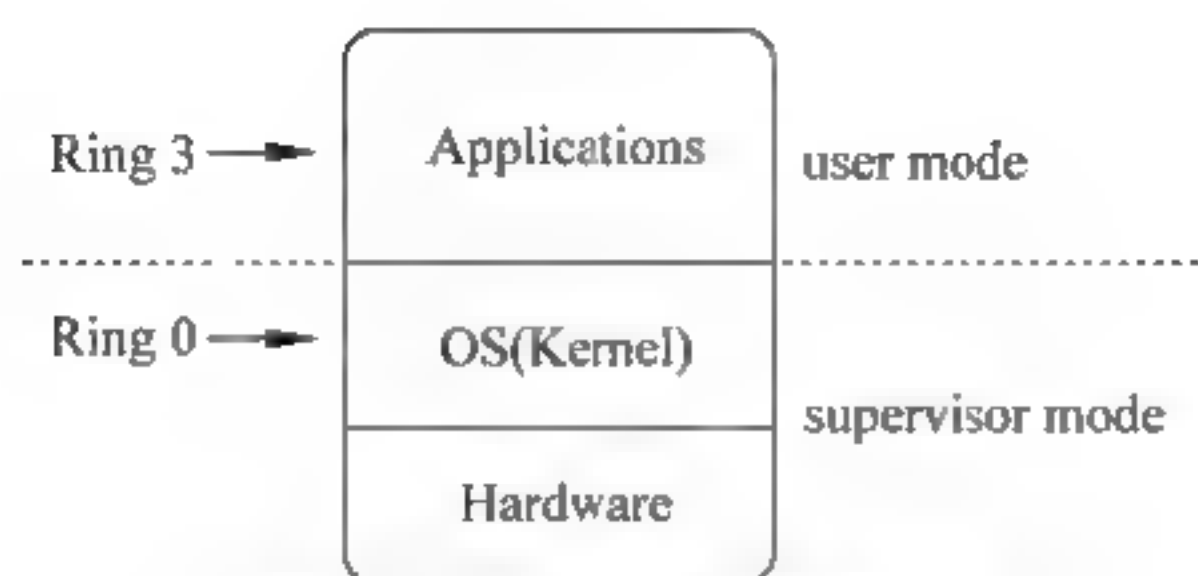 Ring 3
Applications
user mode
Ring 0
OS(Kernel)
supervisor mode
Hardware